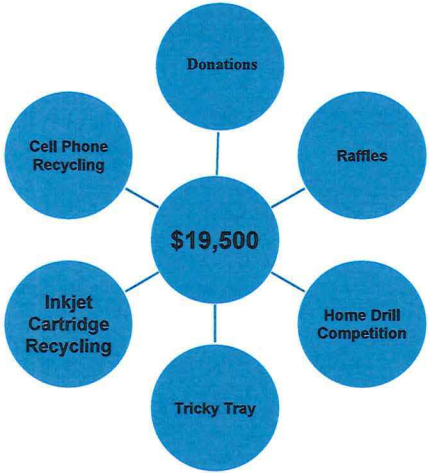 Donations
Cell Phone
Recycling
Raffles
$19,500
Inkjet
Cartridge
Recycling
Home Drill
Competition
Tricky Tray